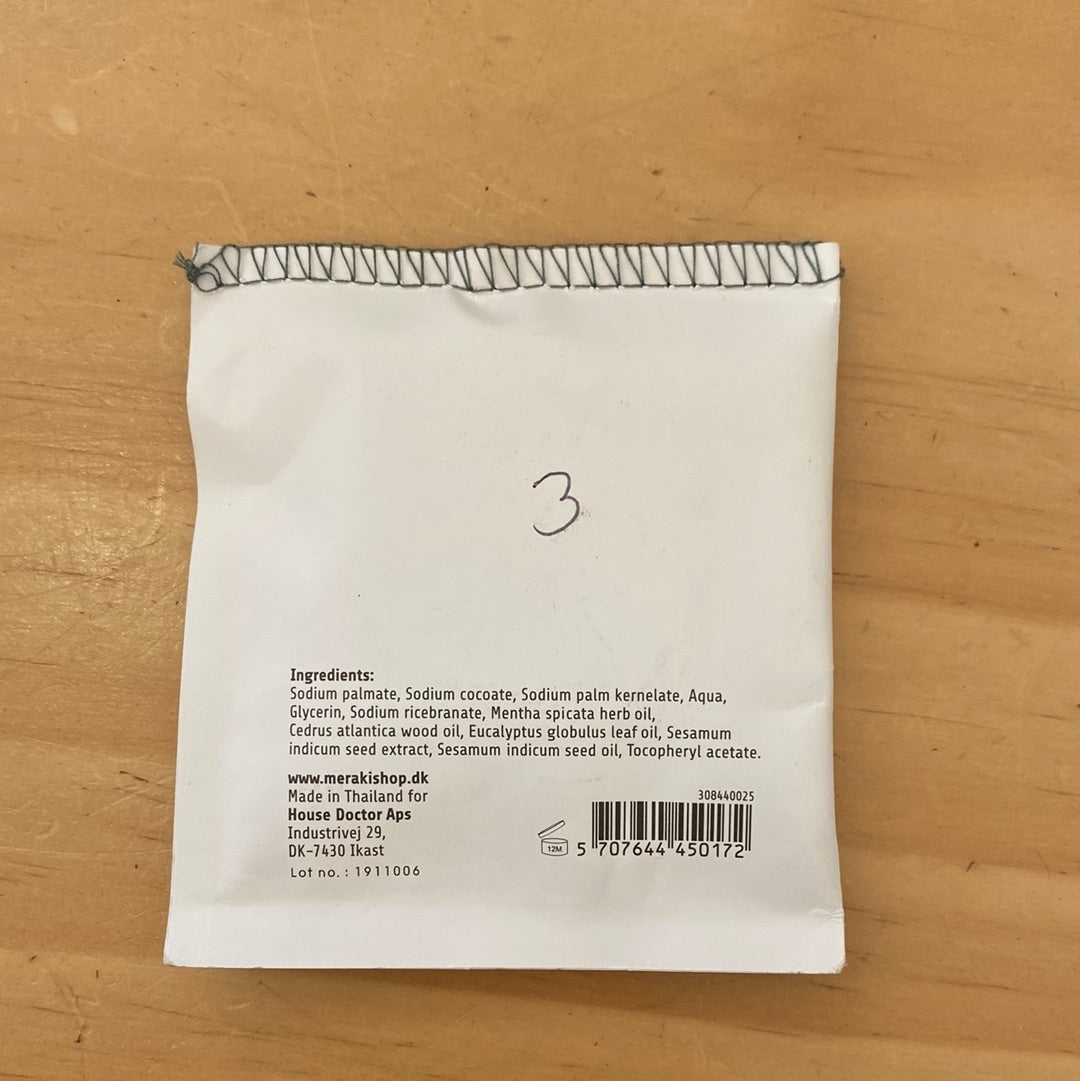 3
Ingredients:
Sodium palmate, Sodium cocoate, Sodium palm kernelate, Aqua,
Glycerin, Sodium ricebranate, Mentha spicata herb oil,
Cedrus atlantica wood oil, Eucalyptus globulus leaf oil, Sesamum
indicum seed extract, Sesamum indicum seed oil, Tocopheryl acetate.
www.merakishop.dk
Made in Thailand for
House Doctor Aps
Industrivej 29,
DK-7430 Ikast
Lot no. : 1911006
308440025
12M
5 707644 450172